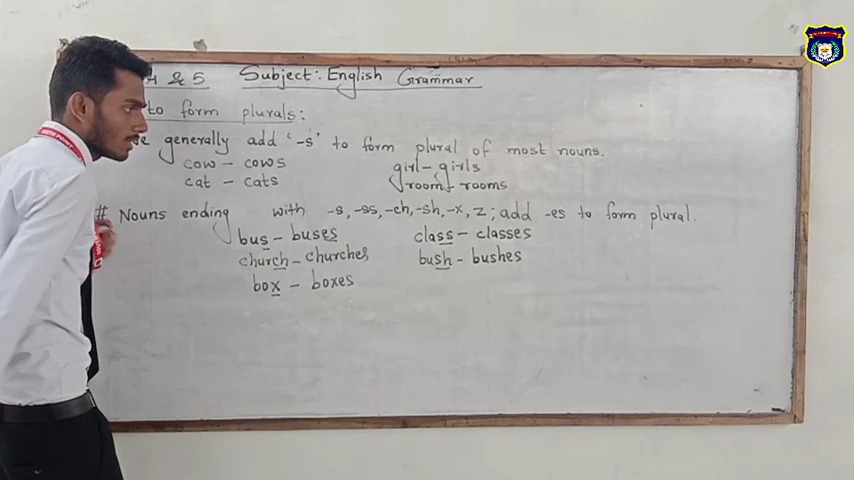 & 5 Subject: English Grammar
to form plurals:
generally add '-s' to form plural of most nouns.
cow - cows girl - girls
cat - cats room - rooms
# Nouns ending with -s, -ss, -ch, -sh, -x, z; add -es to form plural.
bus - buses class - classes
church - churches bush - bushes
box - boxes